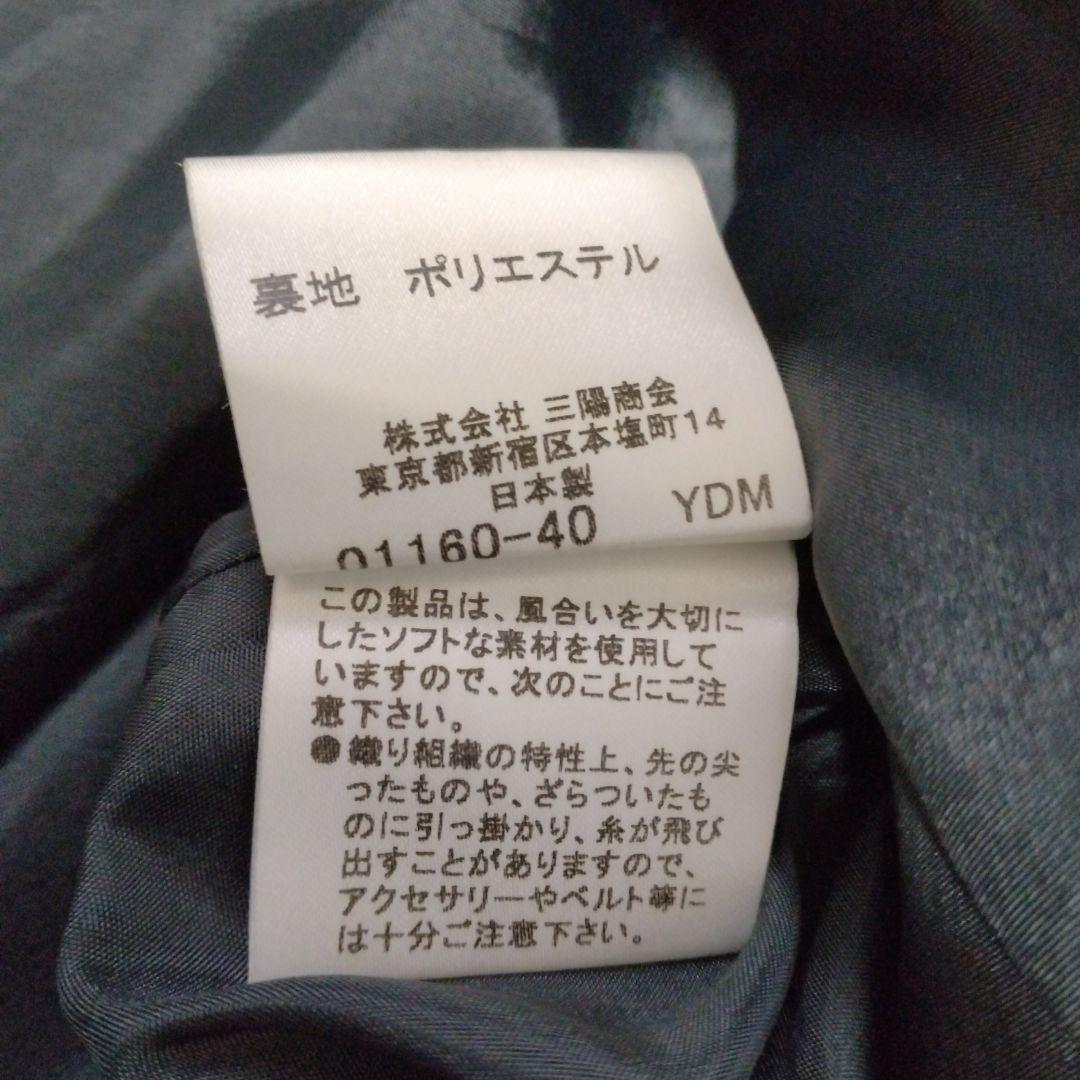 裏地　ポリエステル
株式会社 三陽商会
東京都新宿区本塩町14
日本製
01160-40
YDM
この製品は、風合いを大切に
したソフトな素材を使用して
いますので、次のことにご注
意下さい。
●織り組織の特性上、先の尖
ったものや、ざらついたも
のに引っ掛かり、糸が飛び
出すことがありますので、
アクセサリーやベルト等に
は十分ご注意下さい。